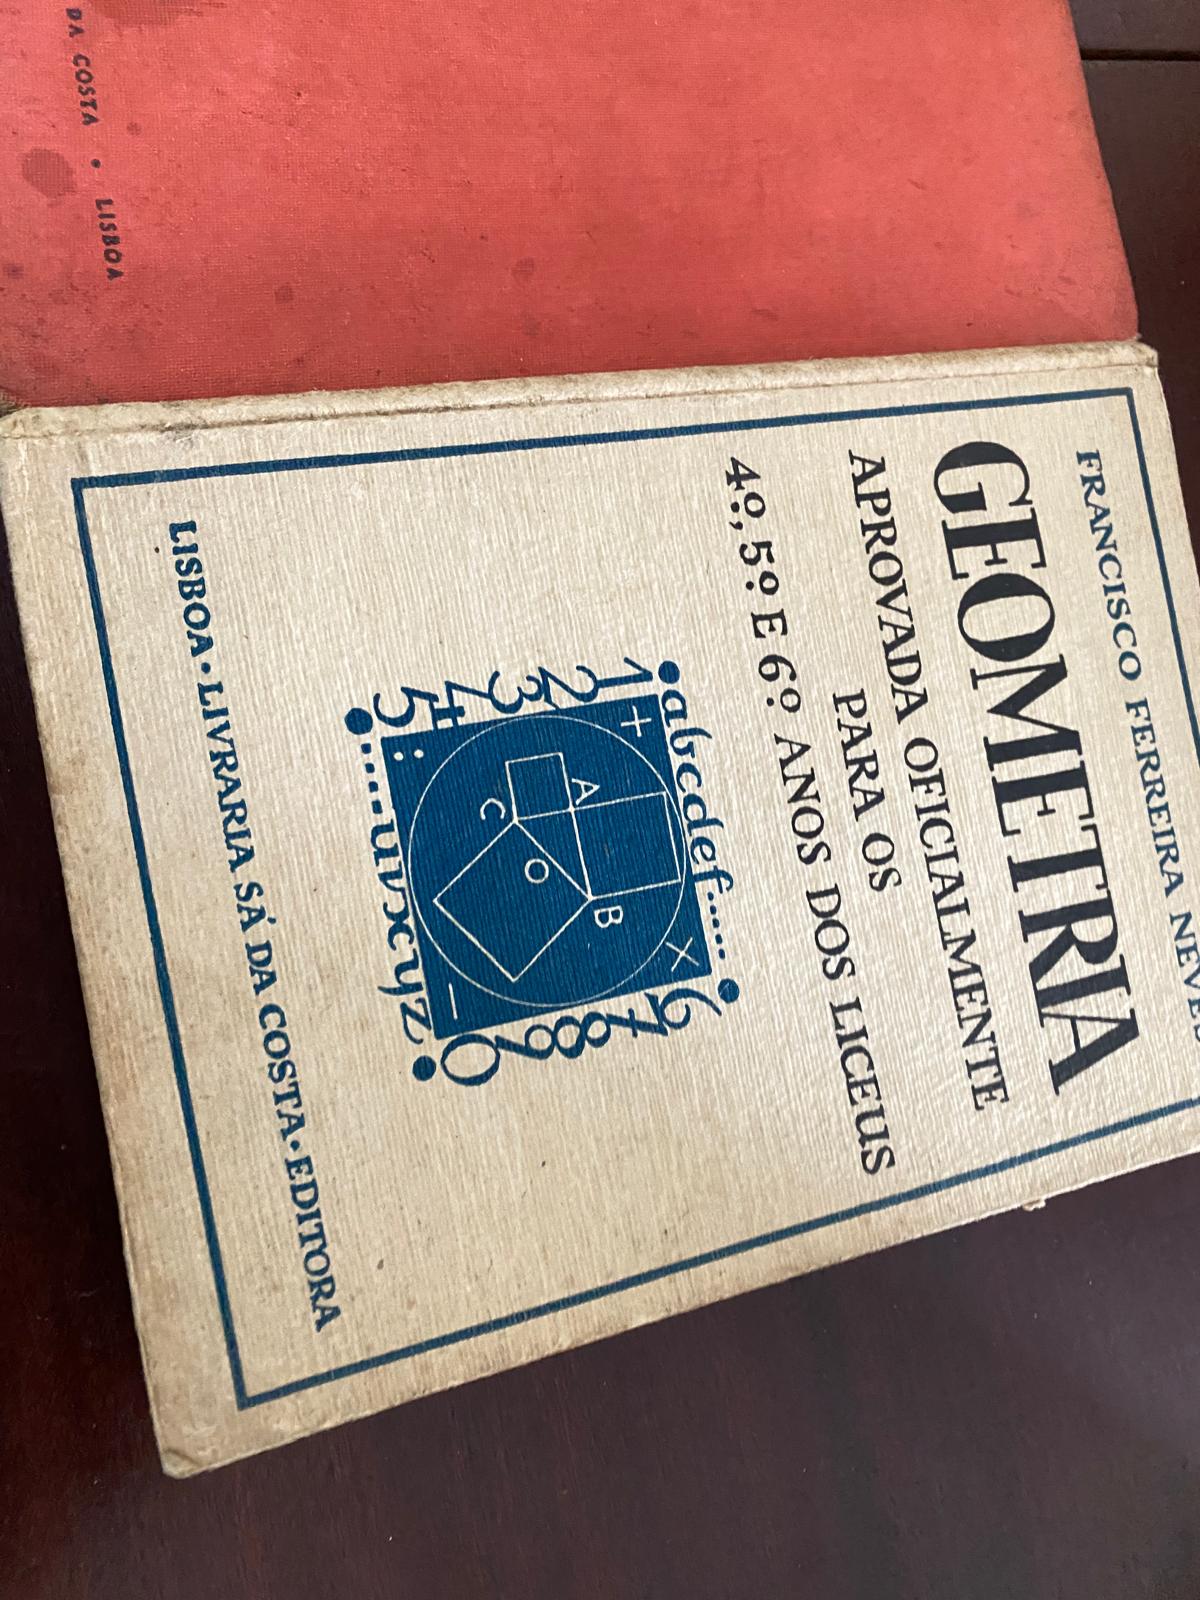 DA COSTA • LISBOA
FRANCISCO FERREIRA NEVES
GEOMETRIA
APROVADA OFICIALMENTE
PARA OS
4º, 5º E 6º ANOS DOS LICEUS
abcdef.....
1 + × 6
2 7
3 A B 8
4 C O 9
5 : − 0
.....uvxyz
LISBOA • LIVRARIA SÁ DA COSTA • EDITORA